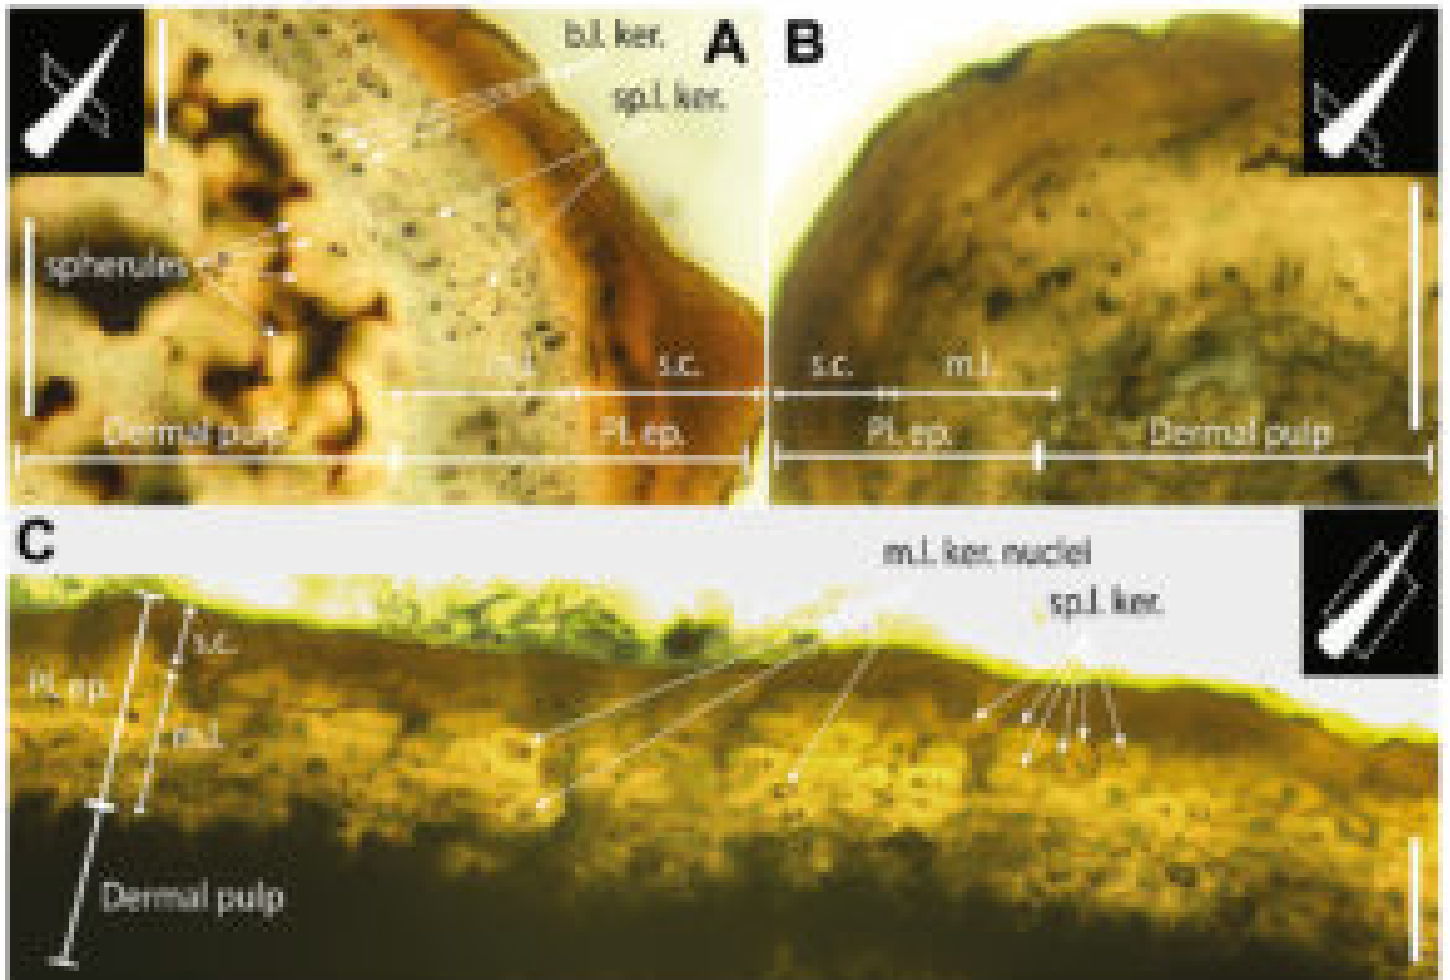 A
b.l. ker.
sp.l. ker.
spherules
m.l.
s.c.
Dermal pulp
Pl. ep.
B
s.c.
m.l.
Pl. ep.
Dermal pulp
C
m.l. ker. nuclei
sp.l. ker.
s.c.
Pl. ep.
m.l.
Dermal pulp